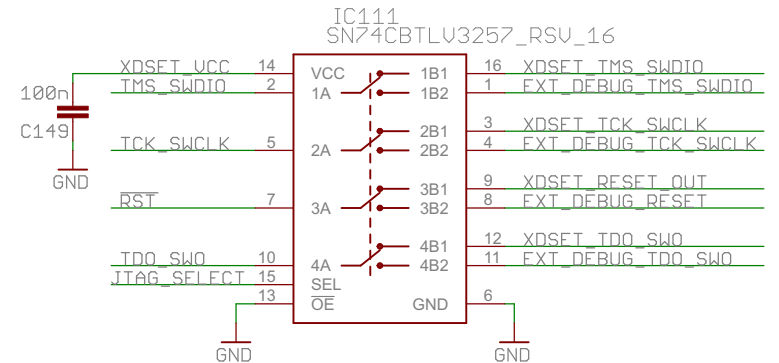 IC111
SN74CBTLV3257_RSV_16
XDSET_VCC 14 VCC 1B1 16 XDSET_TMS_SWDIO
100n TMS_SWDIO 2 1A 1B2 1 EXT_DEBUG_TMS_SWDIO
C149 2B1 3 XDSET_TCK_SWCLK
TCK_SWCLK 5 2A 2B2 4 EXT_DEBUG_TCK_SWCLK
GND 3B1 9 XDSET_RESET_OUT
RST 7 3A 3B2 8 EXT_DEBUG_RESET
4B1 12 XDSET_TDO_SWO
TDO_SWO 10 4A 4B2 11 EXT_DEBUG_TDO_SWO
JTAG_SELECT 15 SEL
13 OE GND 6
GND GND